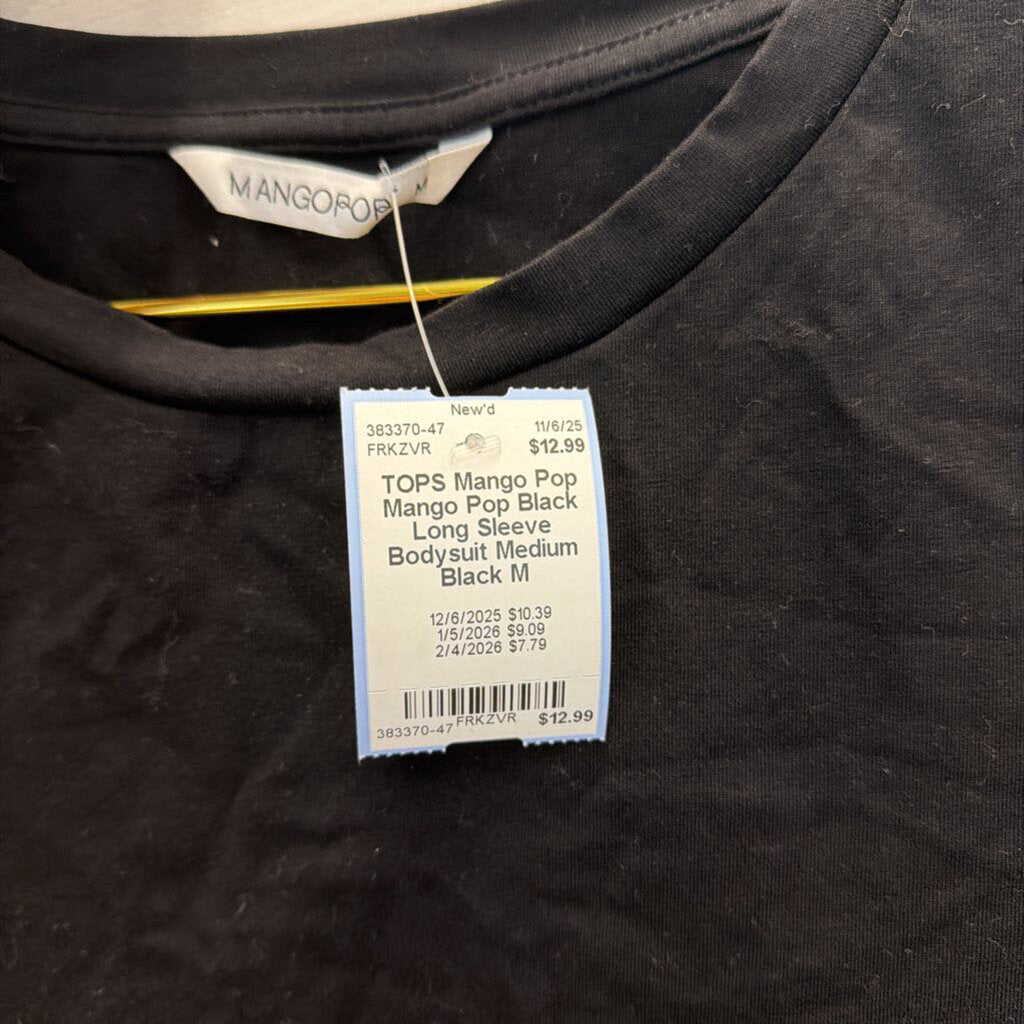 MANGOPOP M
New'd
383370-47 11/6/25
FRKZVR $12.99
TOPS Mango Pop
Mango Pop Black
Long Sleeve
Bodysuit Medium
Black M
12/6/2025 $10.39
1/5/2026 $9.09
2/4/2026 $7.79
383370-47 FRKZVR $12.99